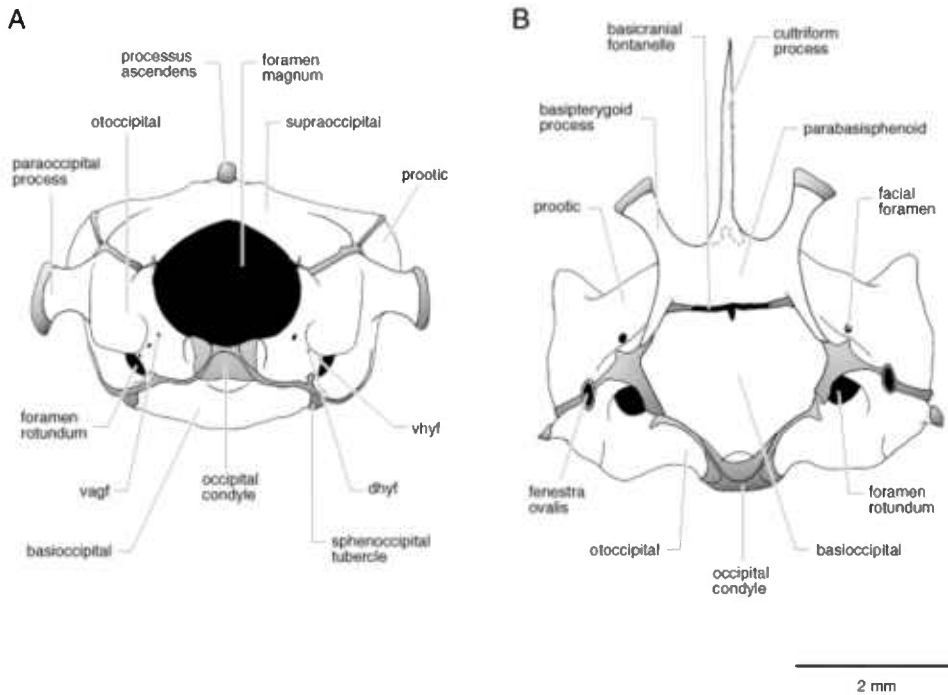 A
processus
ascendens
foramen
magnum
otoccipital
supraoccipital
paraoccipital
process
prootic
foramen
rotundum
vhyf
vagf
occipital
condyle
dhyf
basioccipital
sphenoccipital
tubercle
B
basicranial
fontanelle
cultriform
process
basipterygoid
process
parabasisphenoid
prootic
facial
foramen
fenestra
ovalis
foramen
rotundum
otoccipital
basioccipital
occipital
condyle
2 mm